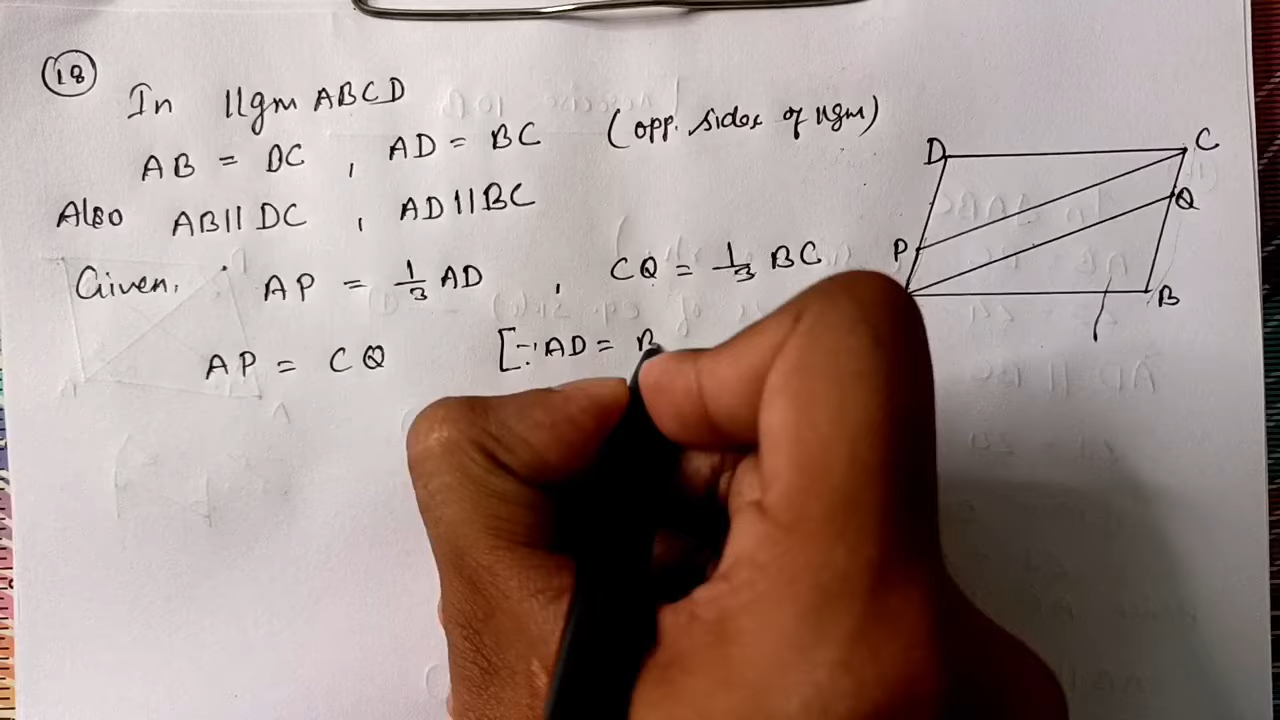 18
In ||gm ABCD
AB = DC , AD = BC (opp. sides of ||gm)
Also AB||DC , AD||BC
Given, AP = 1/3 AD , CQ = 1/3 BC
AP = CQ [∵ AD = B
D C
Q
P
B